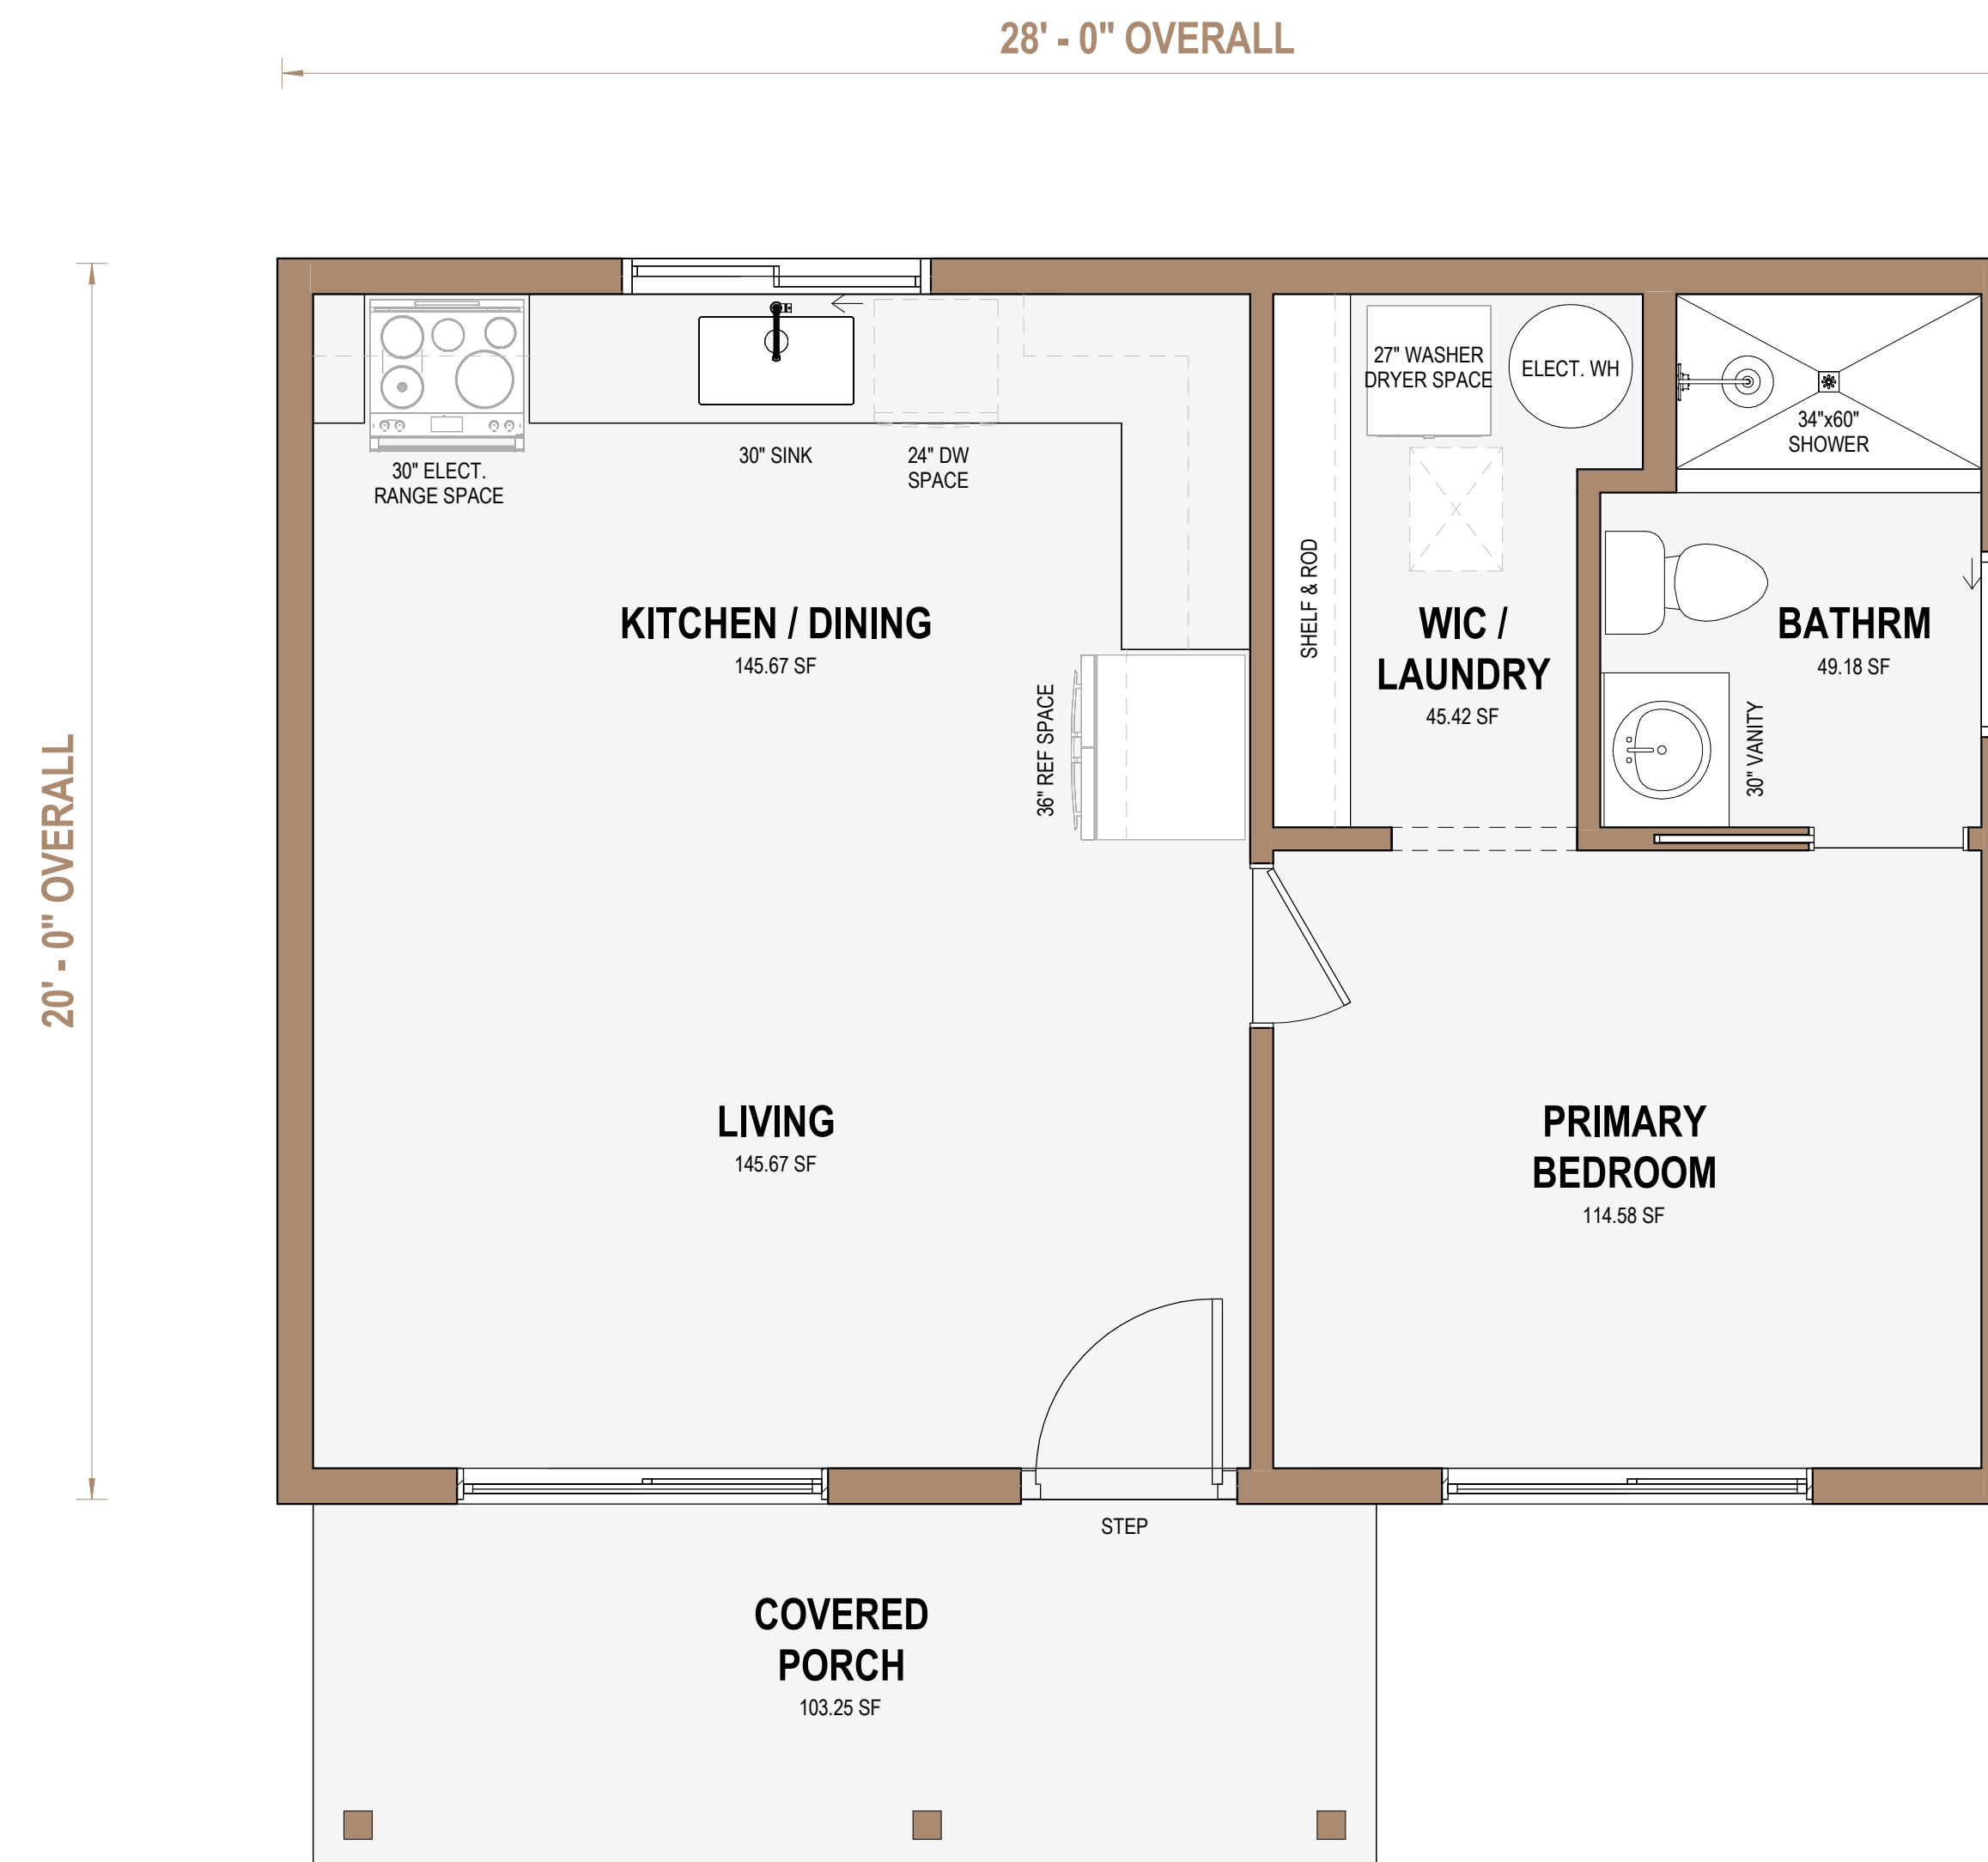 28' - 0" OVERALL
20' - 0" OVERALL
30" ELECT.
RANGE SPACE
30" SINK
24" DW
SPACE
27" WASHER
DRYER SPACE
ELECT. WH
34"x60"
SHOWER
SHELF & ROD
KITCHEN / DINING
145.67 SF
36" REF SPACE
WIC /
LAUNDRY
45.42 SF
BATHRM
49.18 SF
30" VANITY
LIVING
145.67 SF
PRIMARY
BEDROOM
114.58 SF
STEP
COVERED
PORCH
103.25 SF